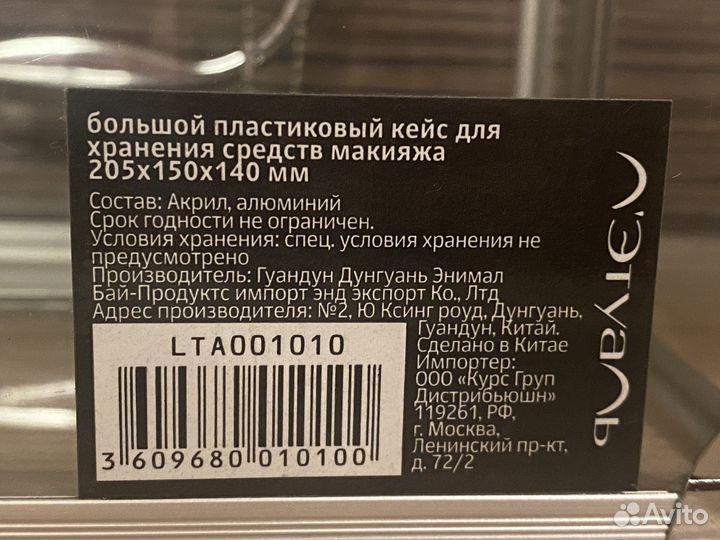 большой пластиковый кейс для
хранения средств макияжа
205х150х140 мм
Состав: Акрил, алюминий
Срок годности не ограничен.
Условия хранения: спец. условия хранения не
предусмотрено
Производитель: Гуандун Дунгуань Энимал
Бай-Продуктс импорт энд экспорт Ко., Лтд
Адрес производителя: №2, Ю Ксинг роуд, Дунгуань,
Гуандун, Китай.
Сделано в Китае
Импортер:
ООО «Курс Груп
Дистрибьюшн»
119261, РФ,
г. Москва,
Ленинский пр-кт,
д. 72/2
LTA001010
3 609680 010100
Л'ЭТУАЛЬ
Avito